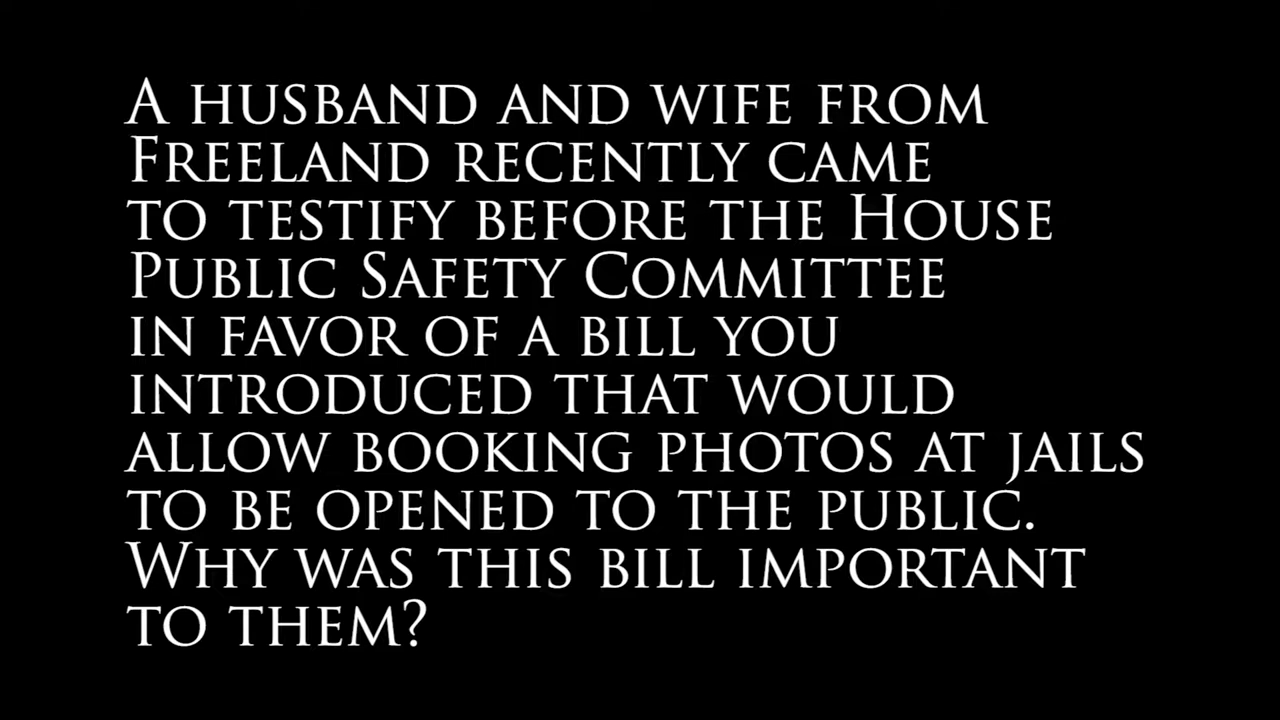 A husband and wife from
Freeland recently came
to testify before the House
Public Safety Committee
in favor of a bill you
introduced that would
allow booking photos at jails
to be opened to the public.
Why was this bill important
to them?